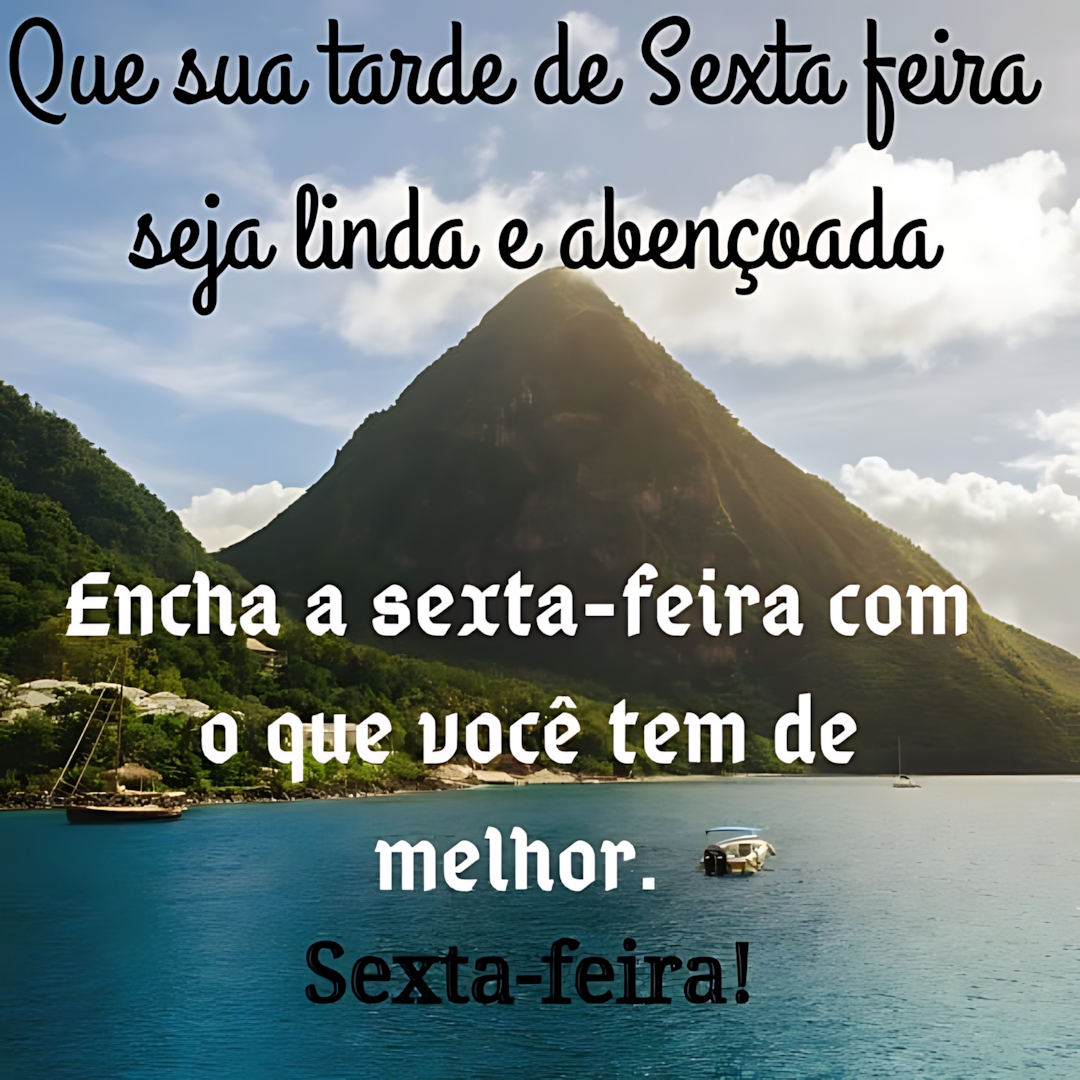 Que sua tarde de Sexta feira
seja linda e abençoada
Encha a sexta-feira com
o que você tem de
melhor.
Sexta-feira!